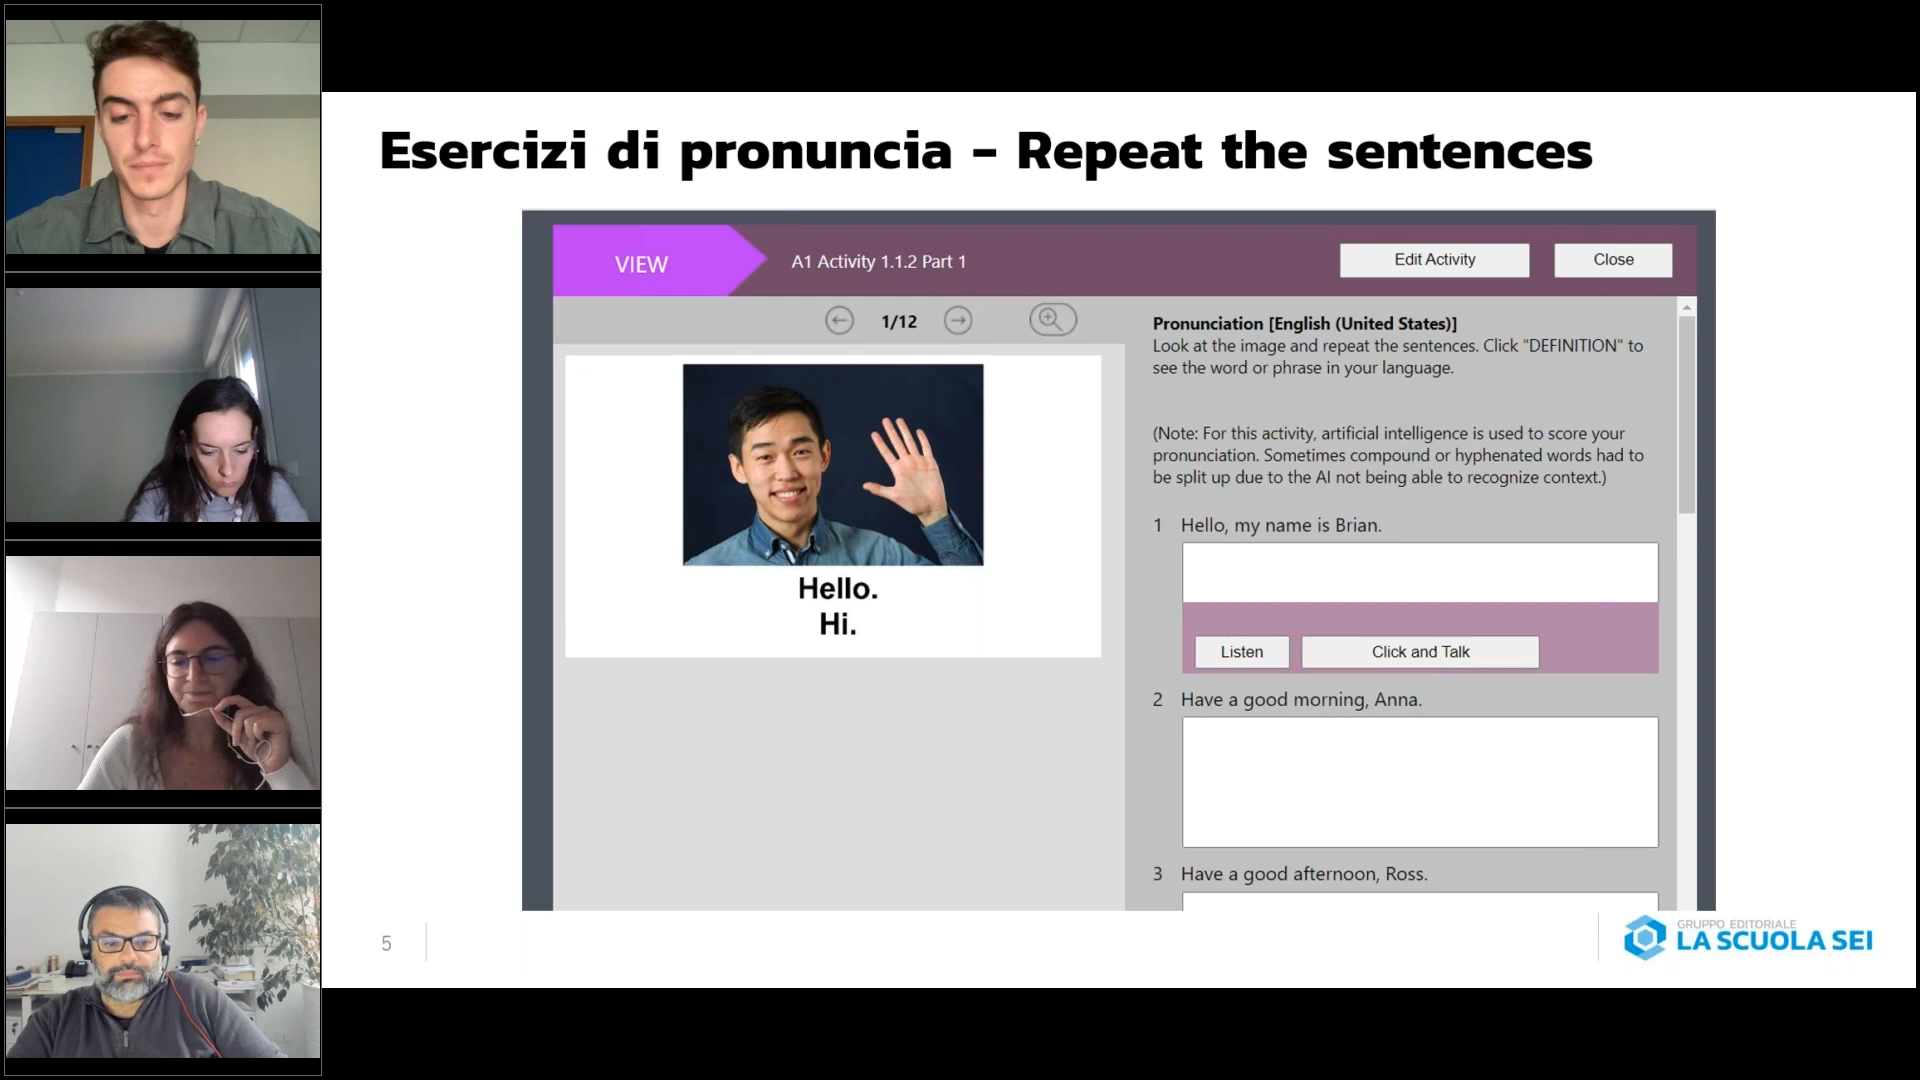 Esercizi di pronuncia - Repeat the sentences
VIEW
A1 Activity 1.1.2 Part 1
Edit Activity
Close
1/12
Hello.
Hi.
Pronunciation [English (United States)]
Look at the image and repeat the sentences. Click "DEFINITION" to
see the word or phrase in your language.
(Note: For this activity, artificial intelligence is used to score your
pronunciation. Sometimes compound or hyphenated words had to
be split up due to the AI not being able to recognize context.)
1 Hello, my name is Brian.
Listen
Click and Talk
2 Have a good morning, Anna.
3 Have a good afternoon, Ross.
5
GRUPPO EDITORIALE
LA SCUOLA SEI